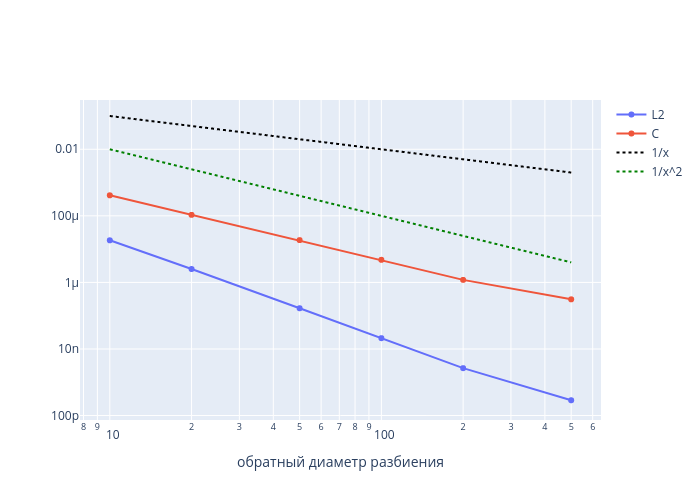 L2
C
1/x
1/x^2
0.01
100μ
1μ
10n
100p
8 9 10 2 3 4 5 6 7 8 9 100 2 3 4 5 6
обратный диаметр разбиения